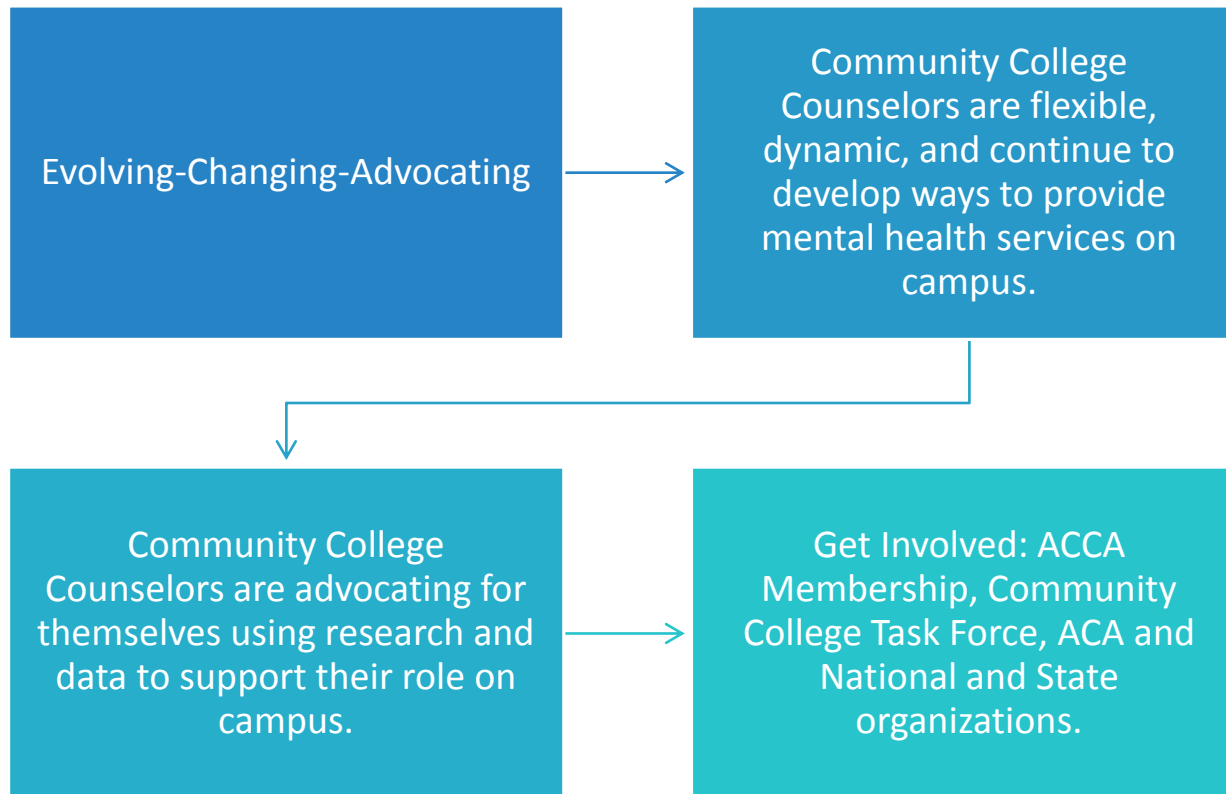 Evolving-Changing-Advocating
Community College
Counselors are flexible,
dynamic, and continue to
develop ways to provide
mental health services on
campus.
Community College
Counselors are advocating for
themselves using research and
data to support their role on
campus.
Get Involved: ACCA
Membership, Community
College Task Force, ACA and
National and State
organizations.